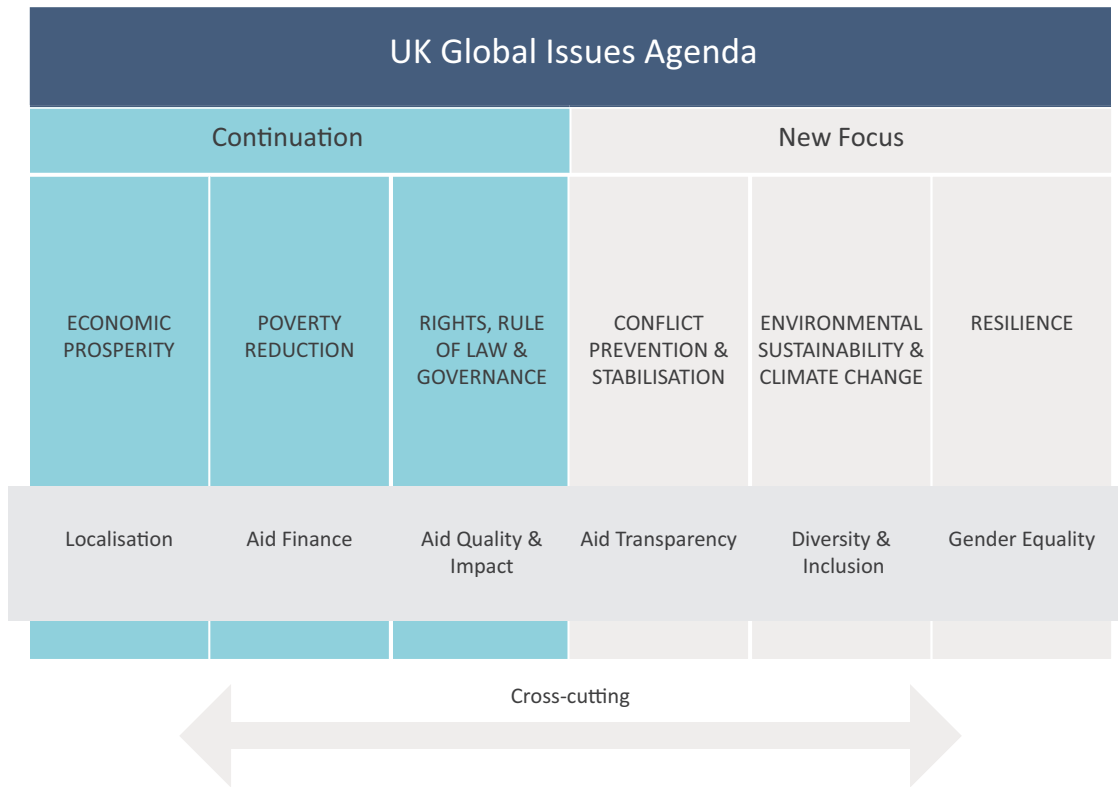 UK Global Issues Agenda
Continuation
New Focus
ECONOMIC
PROSPERITY
POVERTY
REDUCTION
RIGHTS, RULE
OF LAW &
GOVERNANCE
CONFLICT
PREVENTION &
STABILISATION
ENVIRONMENTAL
SUSTAINABILITY &
CLIMATE CHANGE
RESILIENCE
Localisation
Aid Finance
Aid Quality &
Impact
Aid Transparency
Diversity &
Inclusion
Gender Equality
Cross-cutting